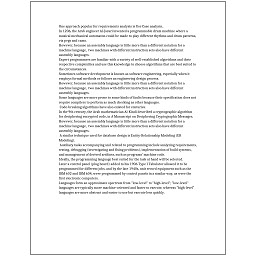 One approach popular for requirements analysis is Use Case analysis.
In 1206, the Arab engineer Al-Jazari invented a programmable drum machine where a
musical mechanical automaton could be made to play different rhythms and drum patterns,
via pegs and cams.
However, because an assembly language is little more than a different notation for a
machine language, two machines with different instruction sets also have different
assembly languages.
Expert programmers are familiar with a variety of well-established algorithms and their
respective complexities and use this knowledge to choose algorithms that are best suited to
the circumstances.
Sometimes software development is known as software engineering, especially when it
employs formal methods or follows an engineering design process.
However, because an assembly language is little more than a different notation for a
machine language, two machines with different instruction sets also have different
assembly languages.
Some languages are more prone to some kinds of faults because their specification does not
require compilers to perform as much checking as other languages.
Code-breaking algorithms have also existed for centuries.
In the 9th century, the Arab mathematician Al-Kindi described a cryptographic algorithm
for deciphering encrypted code, in A Manuscript on Deciphering Cryptographic Messages.
However, because an assembly language is little more than a different notation for a
machine language, two machines with different instruction sets also have different
assembly languages.
A similar technique used for database design is Entity-Relationship Modeling (ER
Modeling).
Auxiliary tasks accompanying and related to programming include analyzing requirements,
testing, debugging (investigating and fixing problems), implementation of build systems,
and management of derived artifacts, such as programs' machine code.
Ideally, the programming language best suited for the task at hand will be selected.
Later a control panel (plug board) added to his 1906 Type I Tabulator allowed it to be
programmed for different jobs, and by the late 1940s, unit record equipment such as the
IBM 602 and IBM 604, were programmed by control panels in a similar way, as were the
first electronic computers.
Languages form an approximate spectrum from "low-level" to "high-level"; "low-level"
languages are typically more machine-oriented and faster to execute, whereas "high-level"
languages are more abstract and easier to use but execute less quickly.